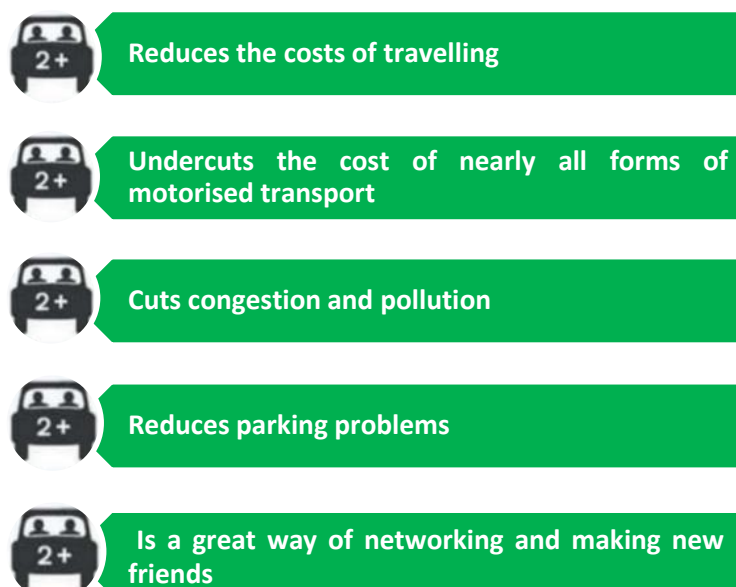 2+
Reduces the costs of travelling
2+
Undercuts the cost of nearly all forms of
motorised transport
2+
Cuts congestion and pollution
2+
Reduces parking problems
2+
Is a great way of networking and making new
friends